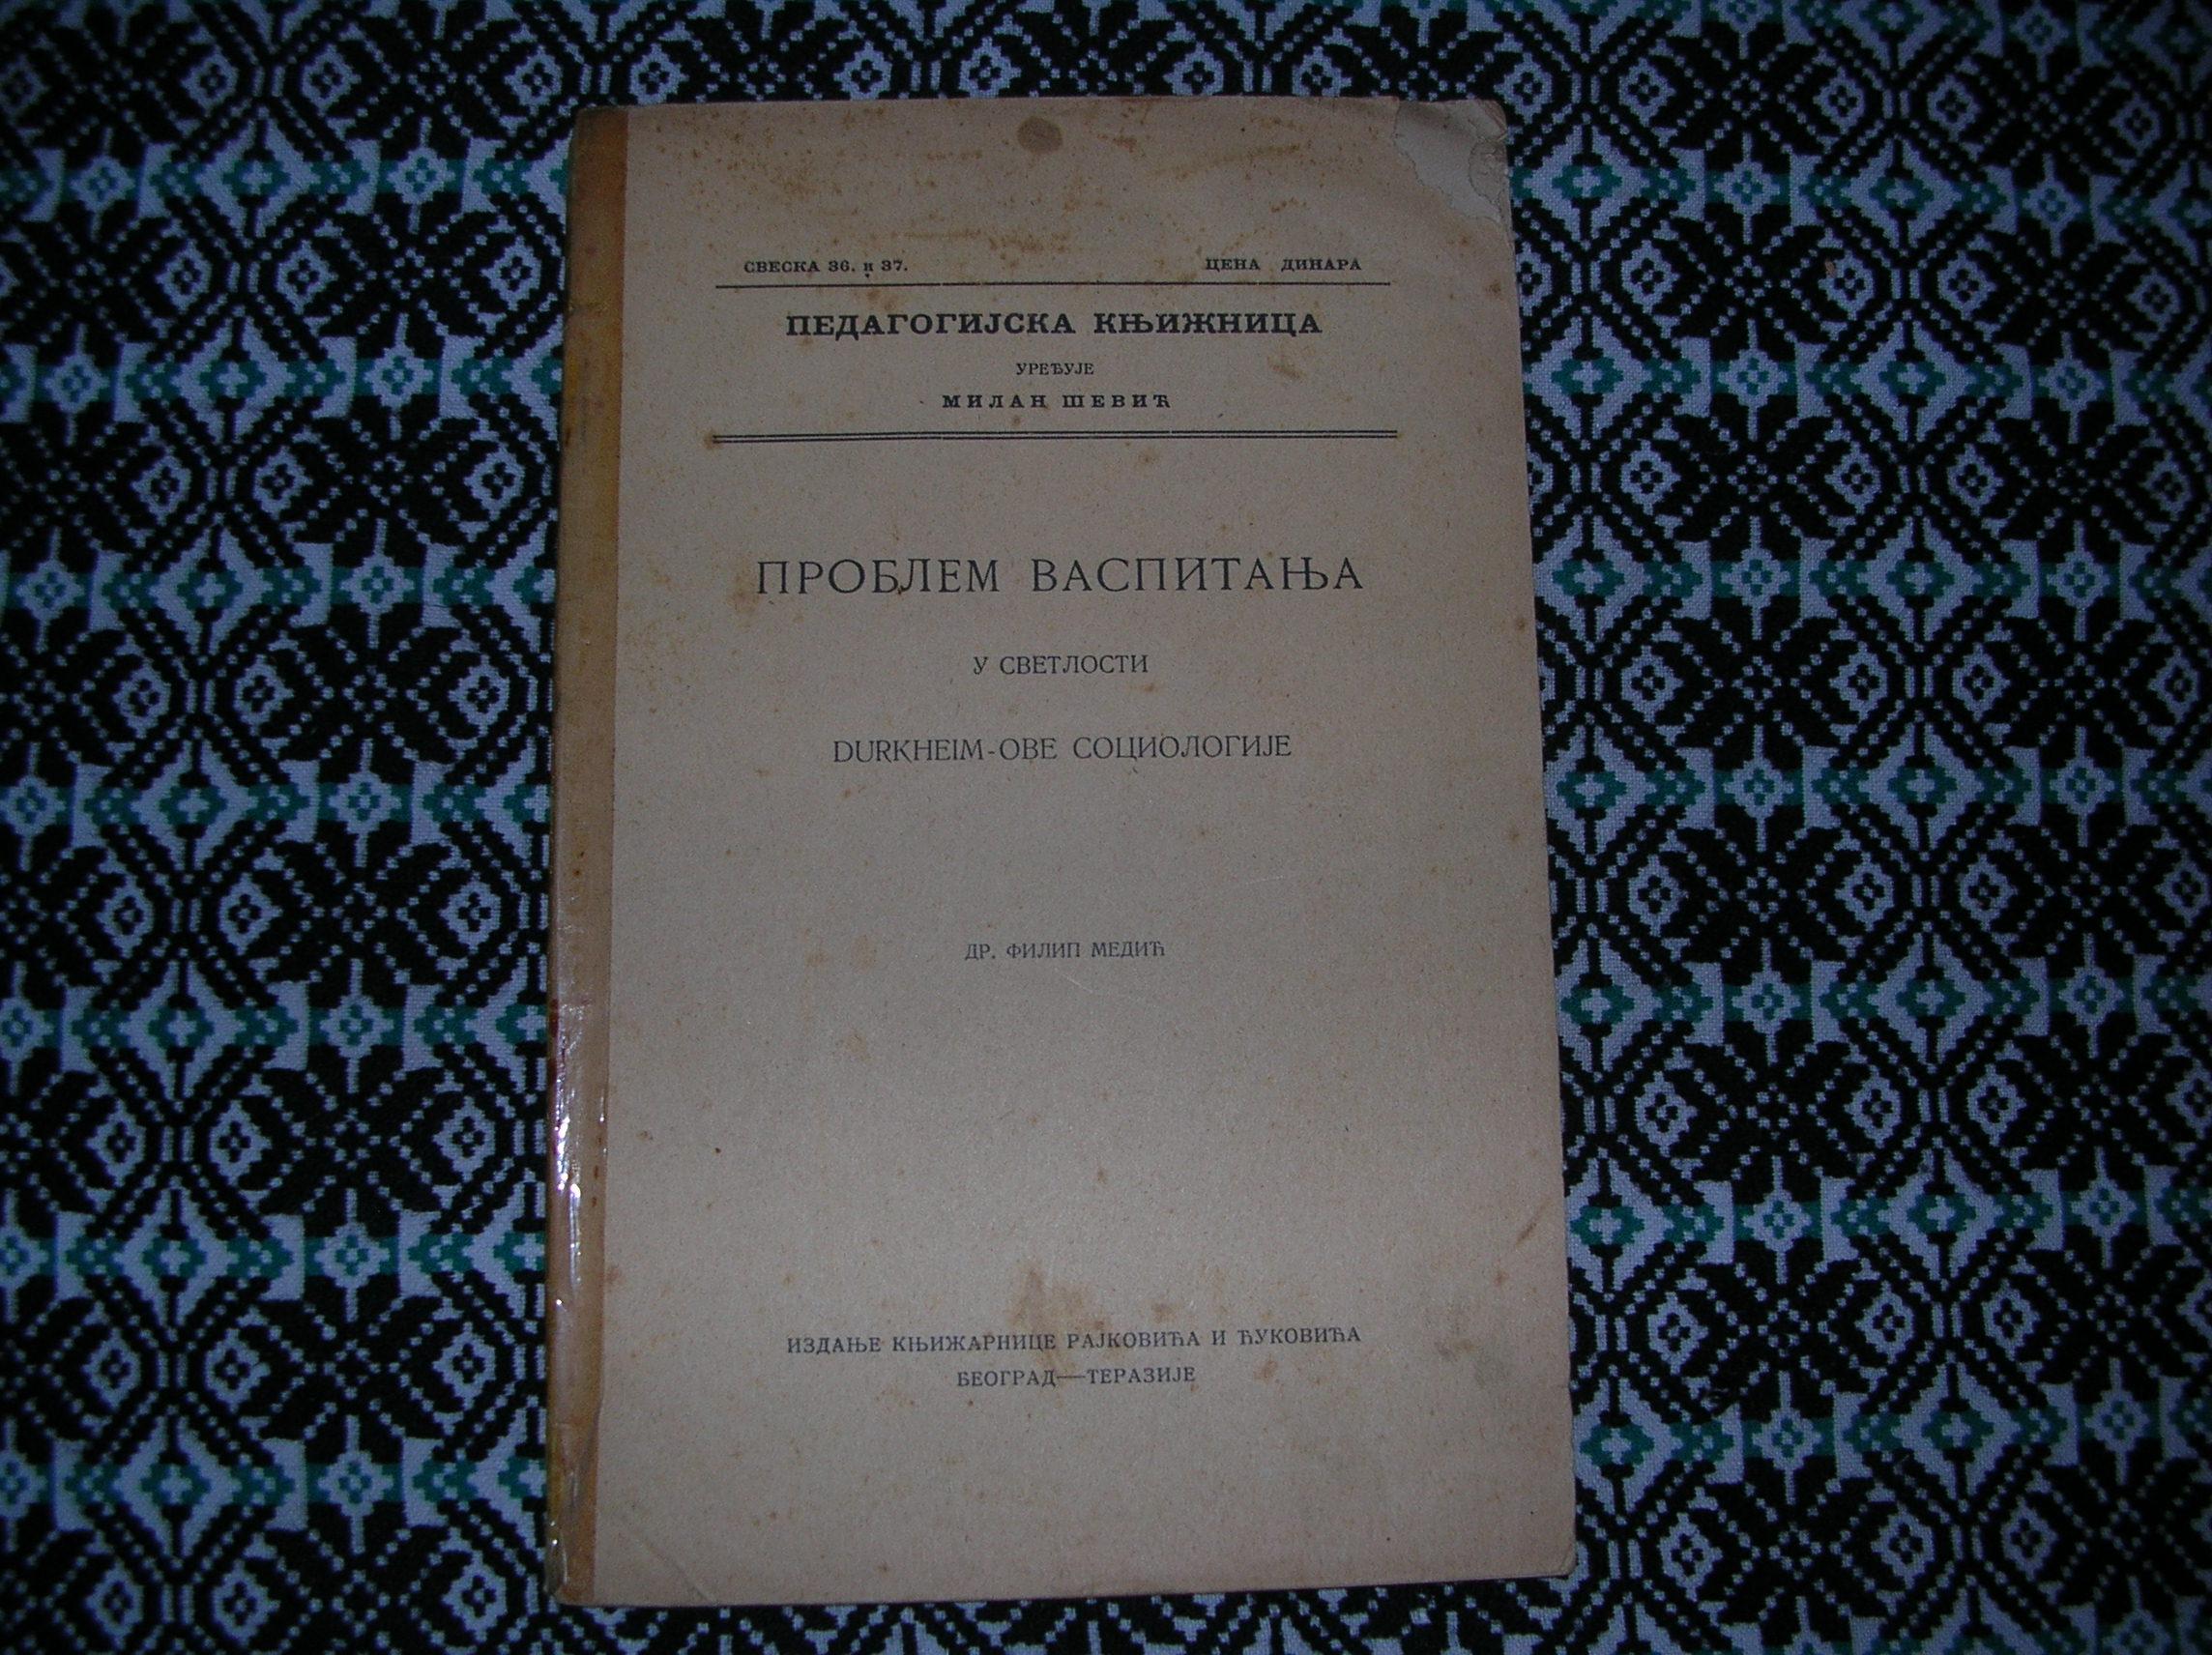 СВЕСКА 36. и 37. ЦЕНА ДИНАРА
ПЕДАГОГИЈСКА КЊИЖНИЦА
УРЕЂУЈЕ
МИЛАН ШЕВИЋ
ПРОБЛЕМ ВАСПИТАЊА
У СВЕТЛОСТИ
DURKHEIM-ОВЕ СОЦИОЛОГИЈЕ
ДР. ФИЛИП МЕДИЋ
ИЗДАЊЕ КЊИЖАРНИЦЕ РАЈКОВИЋА И ЋУКОВИЋА
БЕОГРАД—ТЕРАЗИЈЕ